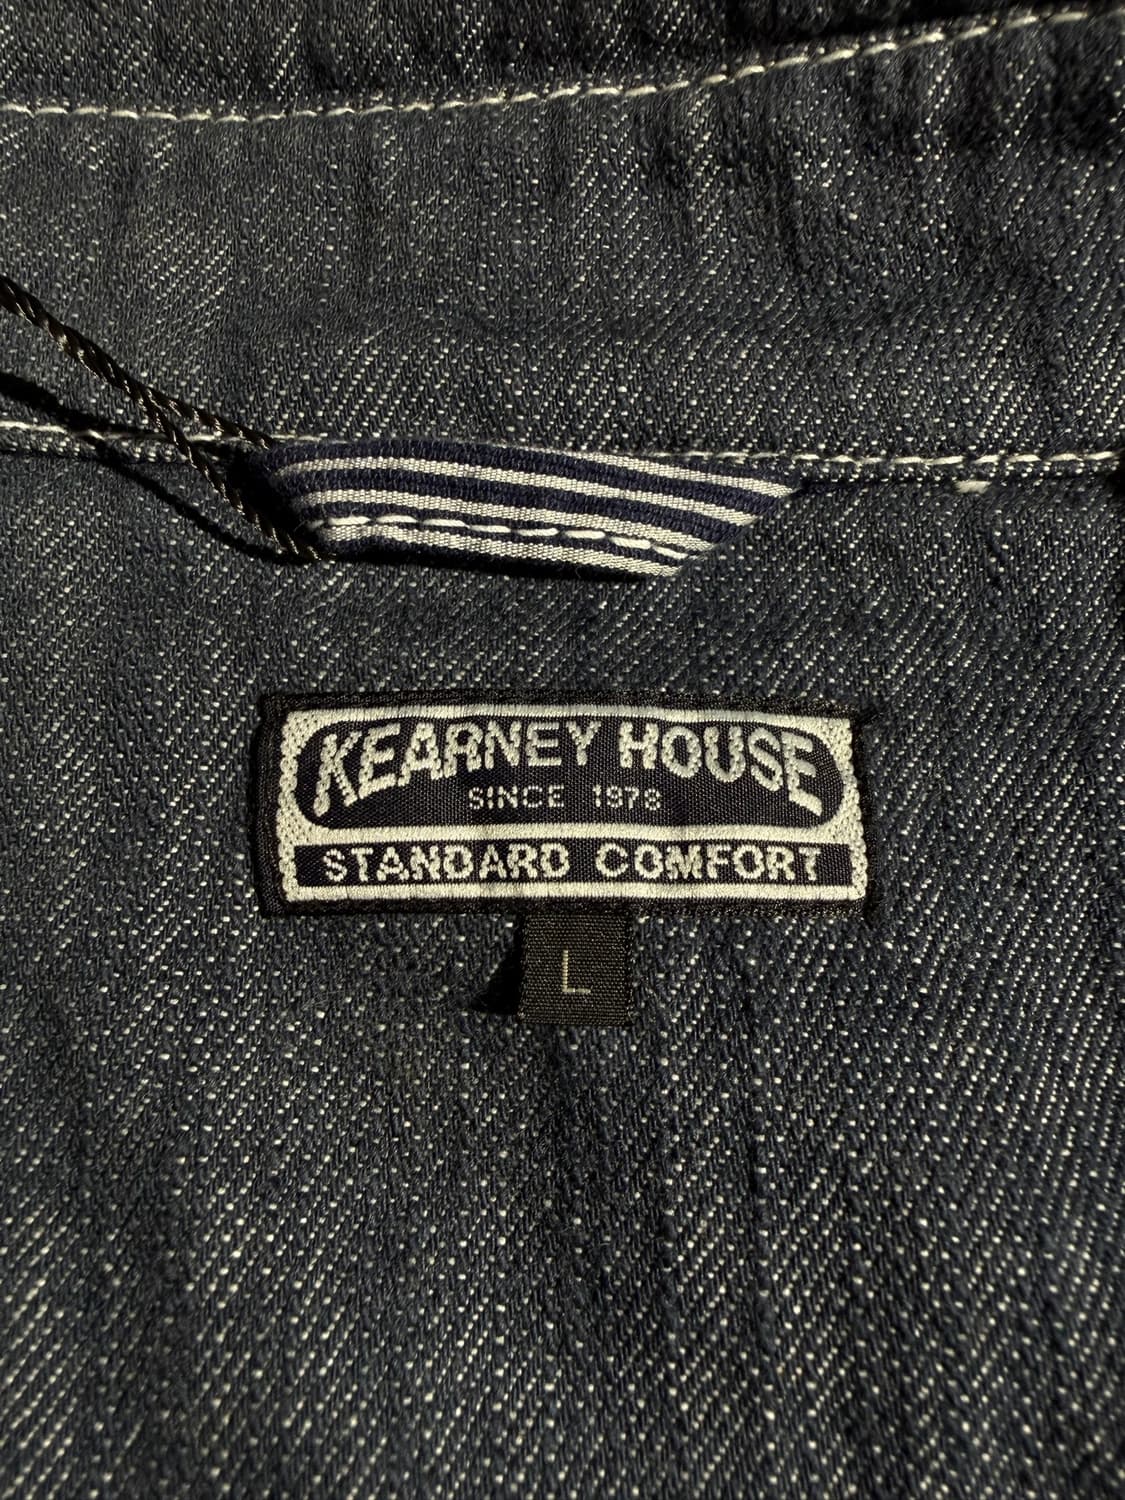 KEARNEY HOUSE
SINCE 1978
STANDARD COMFORT
L